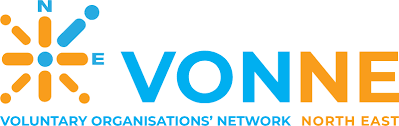 N
E
VONNE
VOLUNTARY ORGANISATIONS' NETWORK NORTH EAST